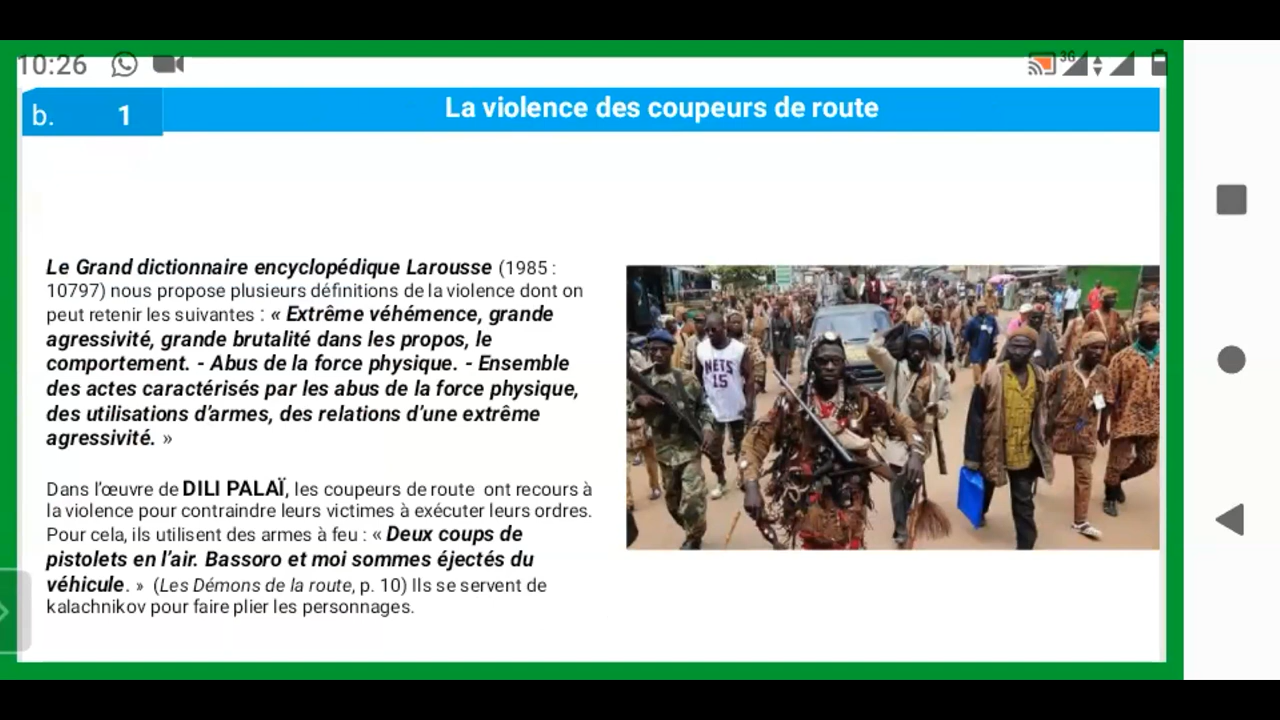 10:26
3G
b. 1
La violence des coupeurs de route
Le Grand dictionnaire encyclopédique Larousse (1985 :
10797) nous propose plusieurs définitions de la violence dont on
peut retenir les suivantes : « Extrême véhémence, grande
agressivité, grande brutalité dans les propos, le
comportement. - Abus de la force physique. - Ensemble
des actes caractérisés par les abus de la force physique,
des utilisations d’armes, des relations d’une extrême
agressivité. »
Dans l’œuvre de DILI PALAÏ, les coupeurs de route ont recours à
la violence pour contraindre leurs victimes à exécuter leurs ordres.
Pour cela, ils utilisent des armes à feu : « Deux coups de
pistolets en l’air. Bassoro et moi sommes éjectés du
véhicule. » (Les Démons de la route, p. 10) Ils se servent de
kalachnikov pour faire plier les personnages.
NETS
15